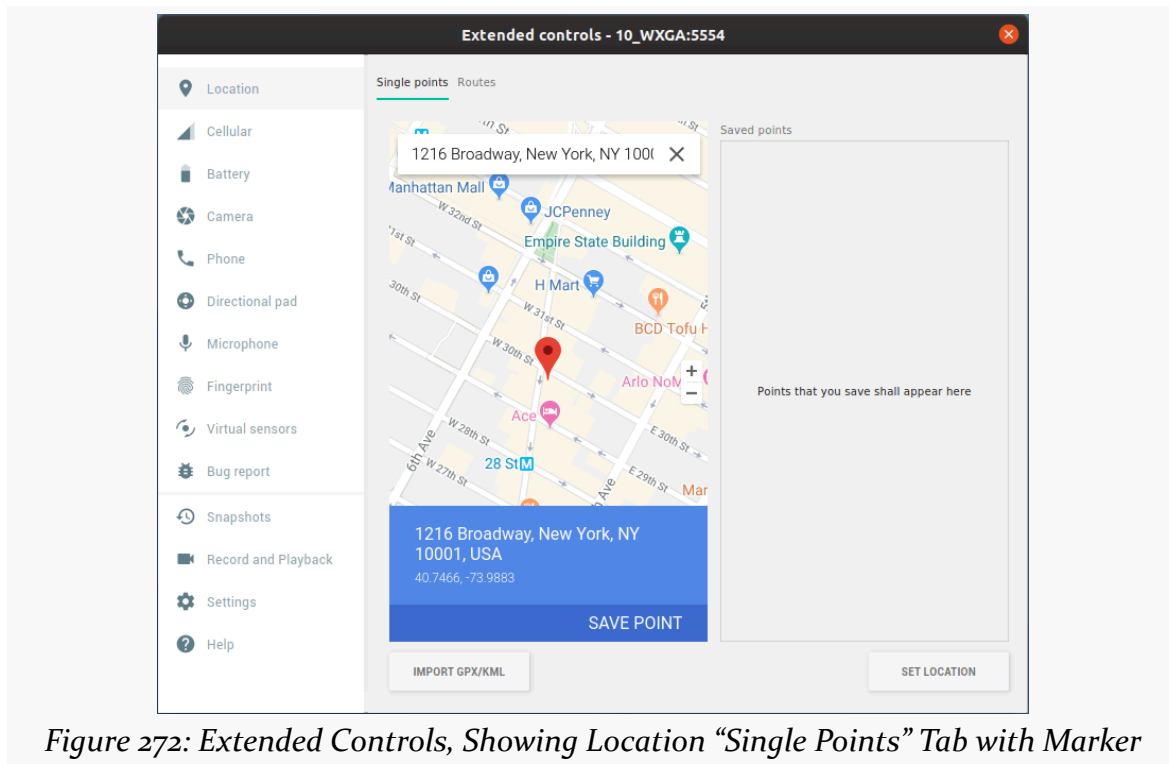 Extended controls - 10_WXGA:5554
Location
Cellular
Battery
Camera
Phone
Directional pad
Microphone
Fingerprint
Virtual sensors
Bug report
Snapshots
Record and Playback
Settings
Help
Single points Routes
1216 Broadway, New York, NY 100
Manhattan Mall
W 32nd St
JCPenney
Empire State Building
30th St
H Mart
W 31st St
BCD Tofu H
W 30th St
Arlo NoM
+
−
Ace
W 28th St
E 30th St
6th Ave
W 27th St
28 St M
E 29th St
Mar
1216 Broadway, New York, NY
10001, USA
40.7466, -73.9883
SAVE POINT
IMPORT GPX/KML
Saved points
Points that you save shall appear here
SET LOCATION
Figure 272: Extended Controls, Showing Location “Single Points” Tab with Marker